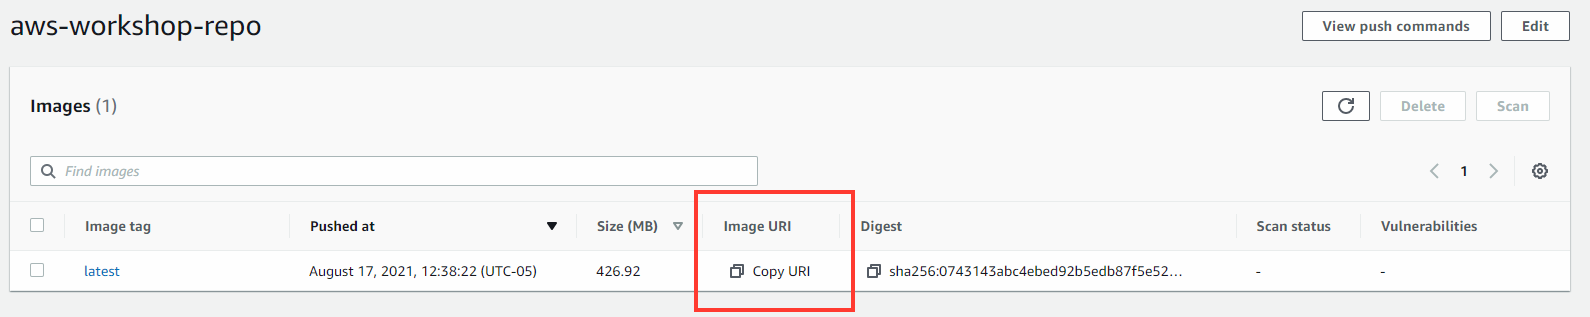 aws-workshop-repo
View push commands
Edit
Images (1)
Delete
Scan
Find images
1
Image tag
Pushed at
Size (MB)
Image URI
Digest
Scan status
Vulnerabilities
latest
August 17, 2021, 12:38:22 (UTC-05)
426.92
Copy URI
sha256:0743143abc4ebed92b5edb87f5e52...
-
-